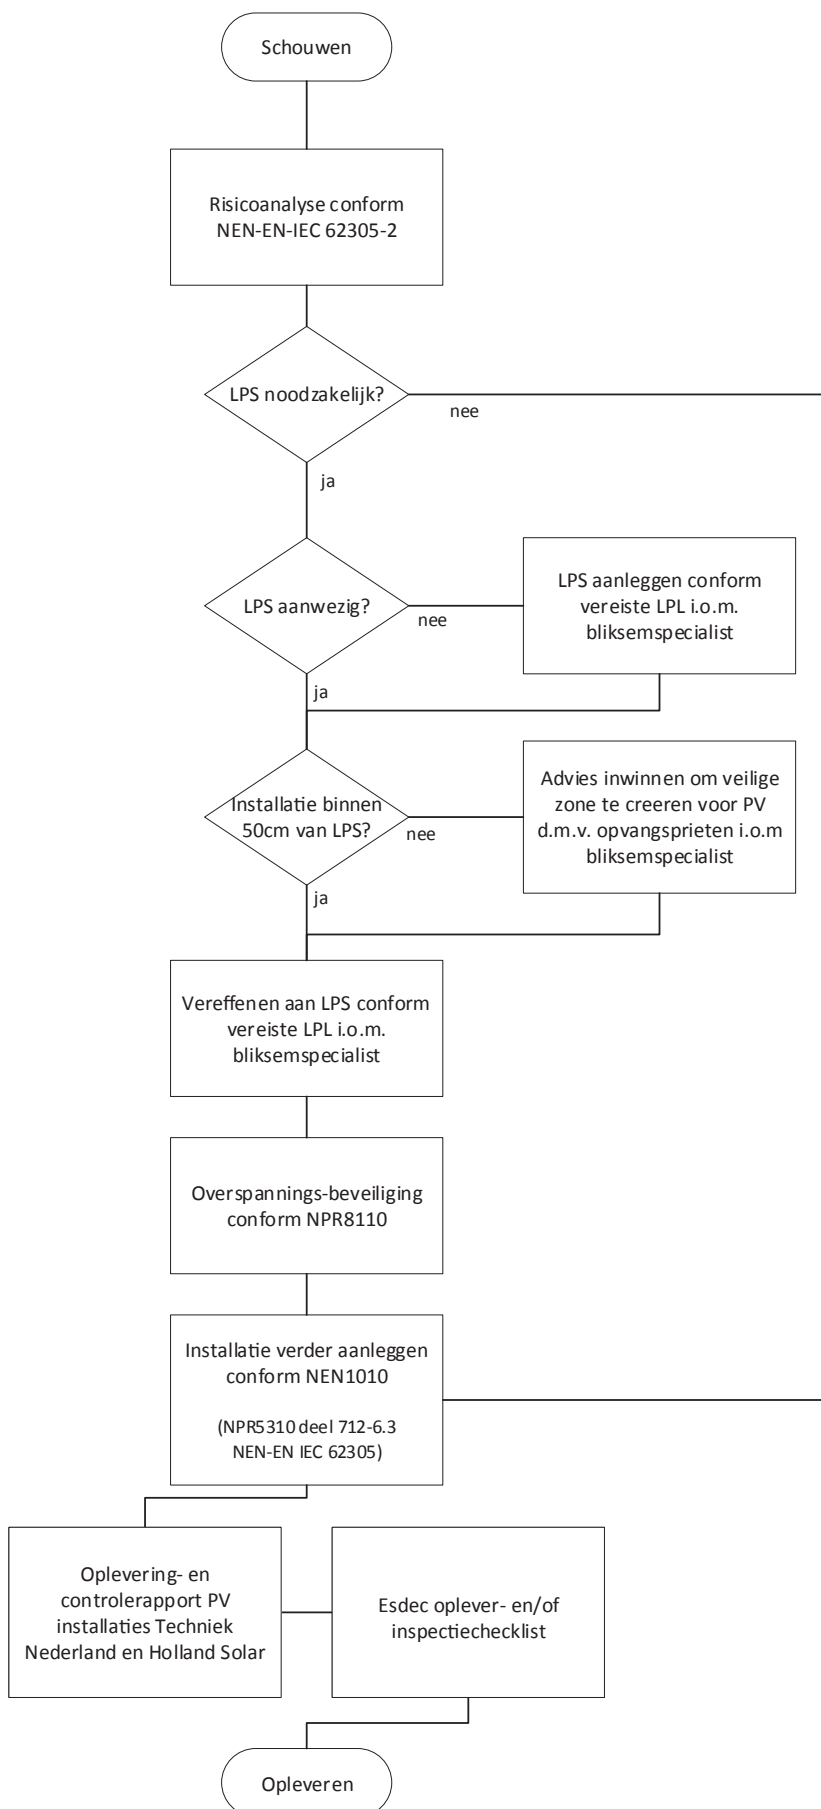 Schouwen
Risicoanalyse conform
NEN-EN-IEC 62305-2
LPS noodzakelijk?
nee
ja
LPS aanwezig?
nee
LPS aanleggen conform
vereiste LPL i.o.m.
bliksemspecialist
ja
Installatie binnen
50cm van LPS?
nee
Advies inwinnen om veilige
zone te creeren voor PV
d.m.v. opvangsprieten i.o.m
bliksemspecialist
ja
Vereffenen aan LPS conform
vereiste LPL i.o.m.
bliksemspecialist
Overspannings-beveiliging
conform NPR8110
Installatie verder aanleggen
conform NEN1010
(NPR5310 deel 712-6.3
NEN-EN IEC 62305)
Oplevering- en
controlerapport PV
installaties Techniek
Nederland en Holland Solar
Esdec oplever- en/of
inspectiechecklist
Opleveren